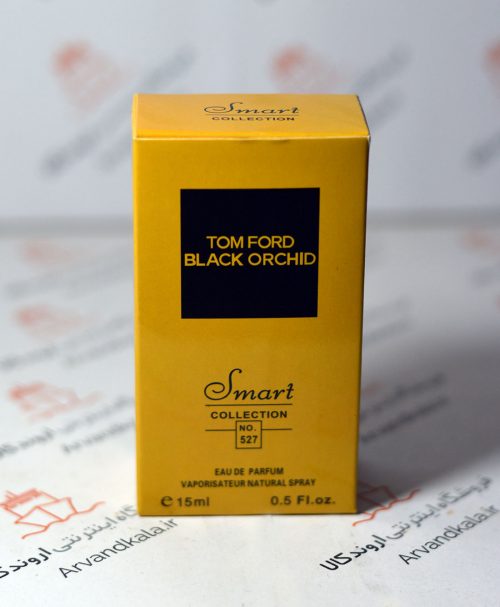 Smart
COLLECTION
TOM FORD
BLACK ORCHID
Smart
COLLECTION
NO.
527
EAU DE PARFUM
VAPORISATEUR NATURAL SPRAY
℮ 15ml 0.5 Fl.oz.
فروشگاه اینترنتی اروندکالا
Arvandkala.ir